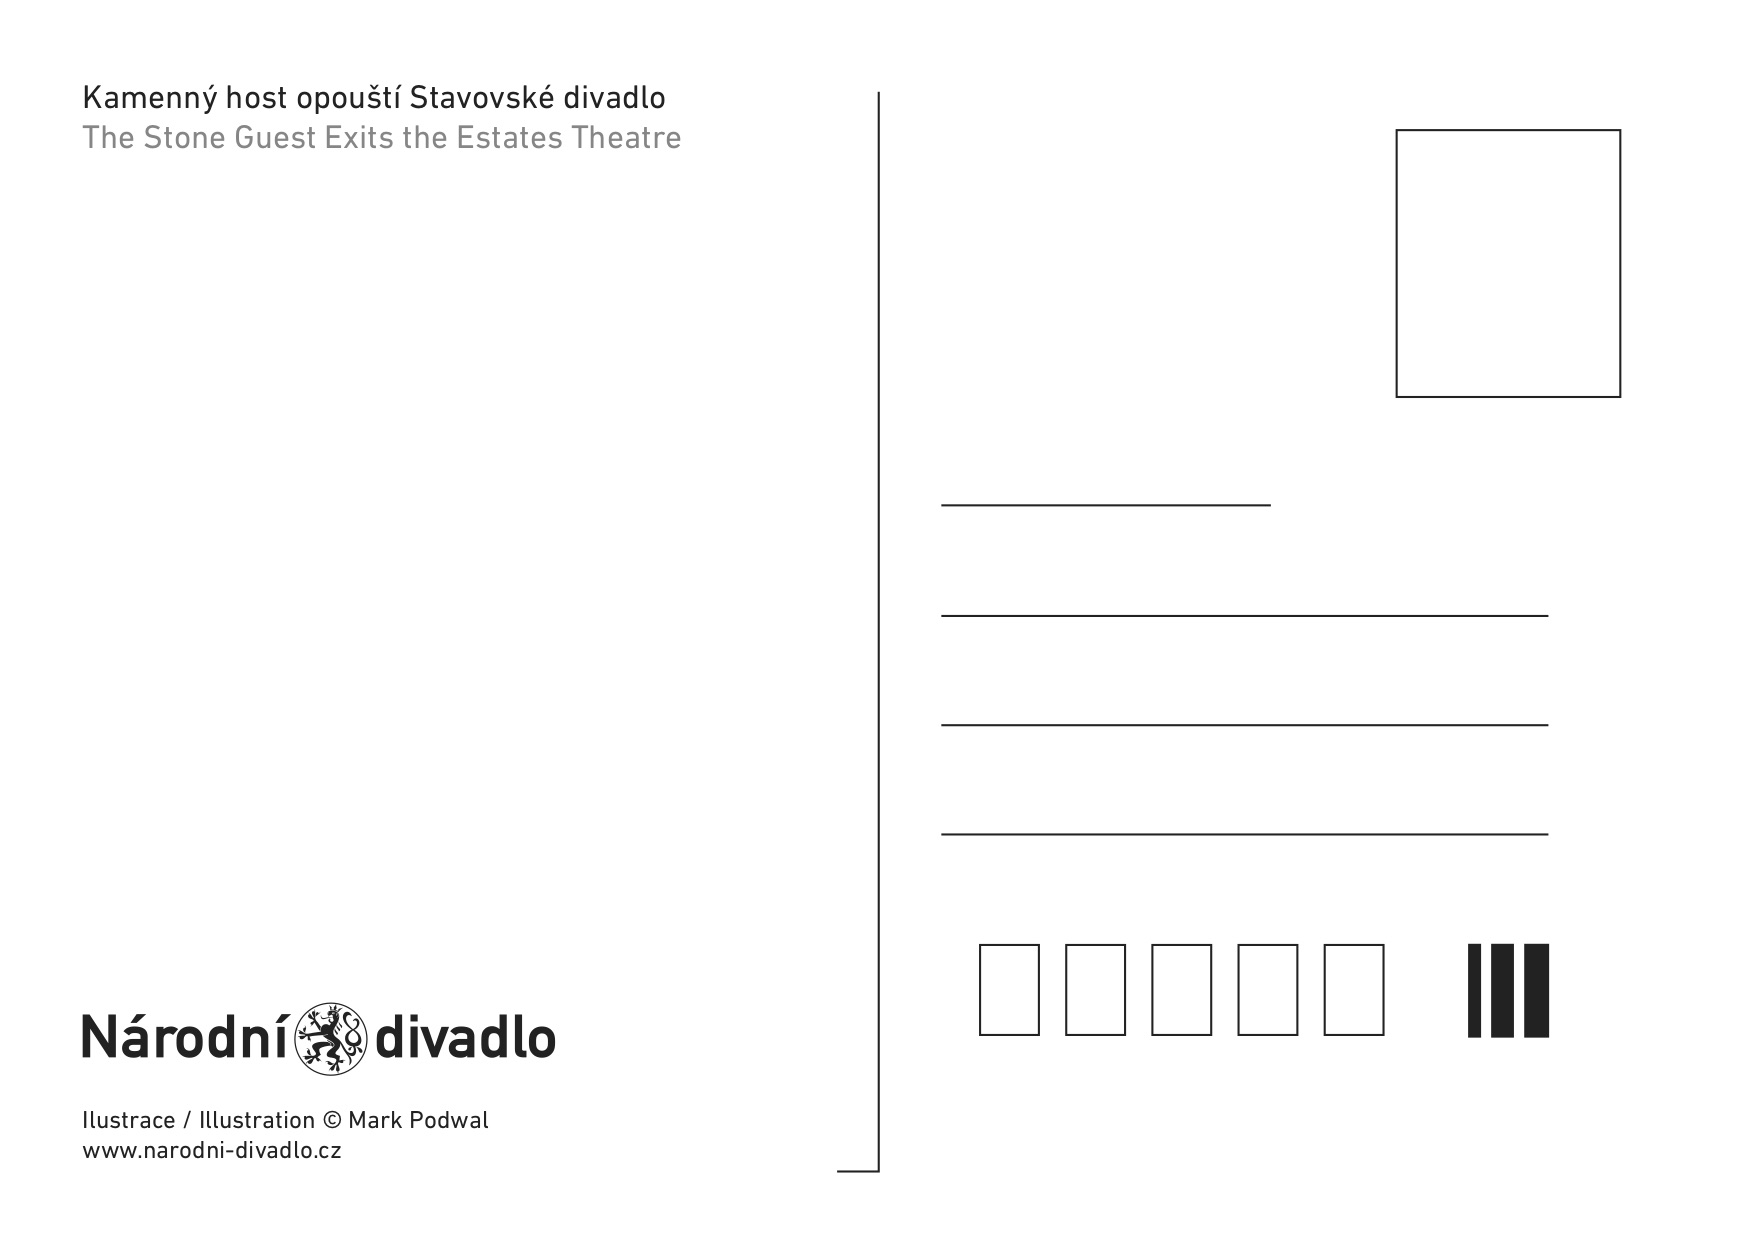 Kamenný host opouští Stavovské divadlo
The Stone Guest Exits the Estates Theatre
Národní divadlo
Ilustrace / Illustration © Mark Podwal
www.narodni-divadlo.cz